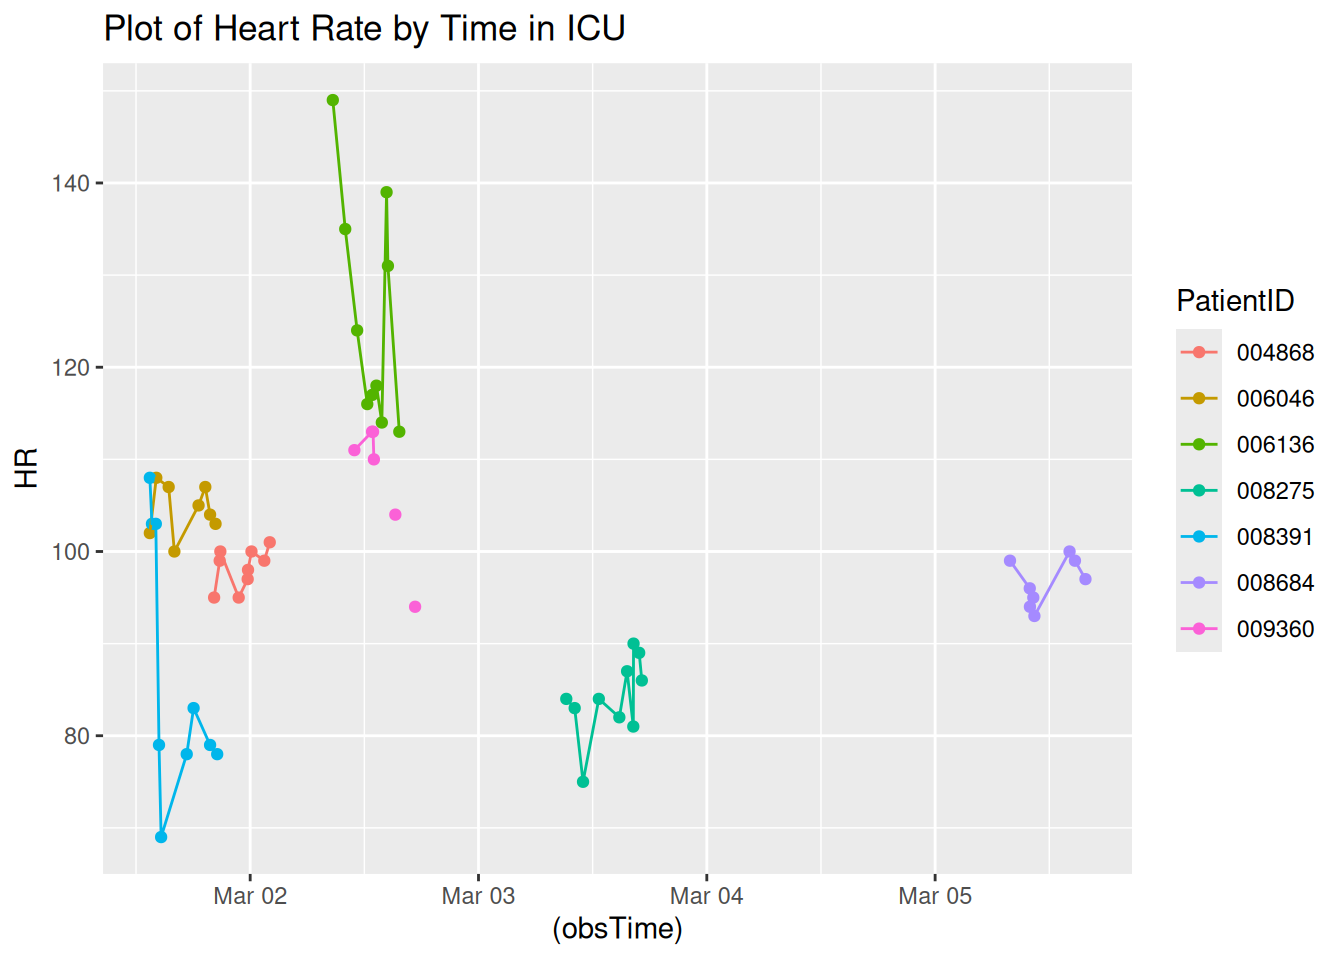 Plot of Heart Rate by Time in ICU
HR
140
120
100
80
Mar 02 Mar 03 Mar 04 Mar 05
(obsTime)
PatientID
004868
006046
006136
008275
008391
008684
009360